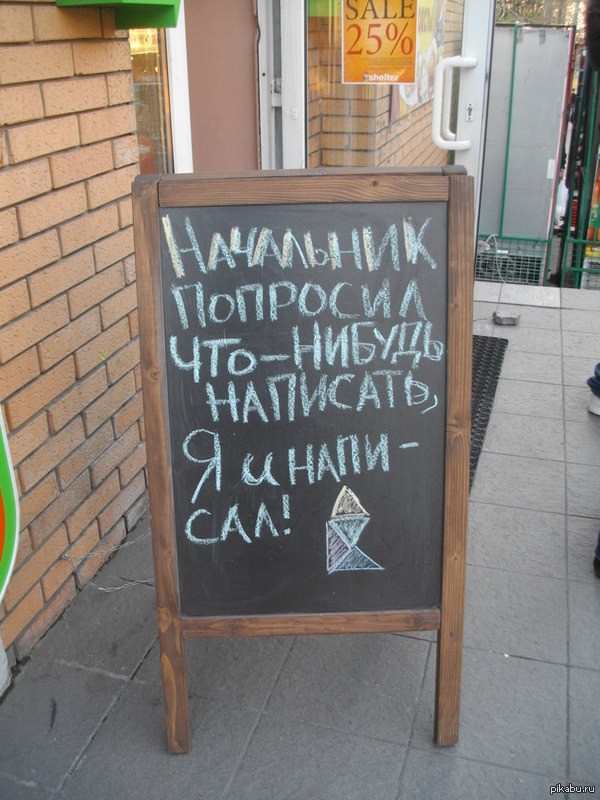 SALE
25%
shelter
НАЧАЛЬНИК
ПОПРОСИЛ
ЧТО-НИБУДЬ
НАПИСАТЬ,
Я И НАПИ-
САЛ!
pikabu.ru